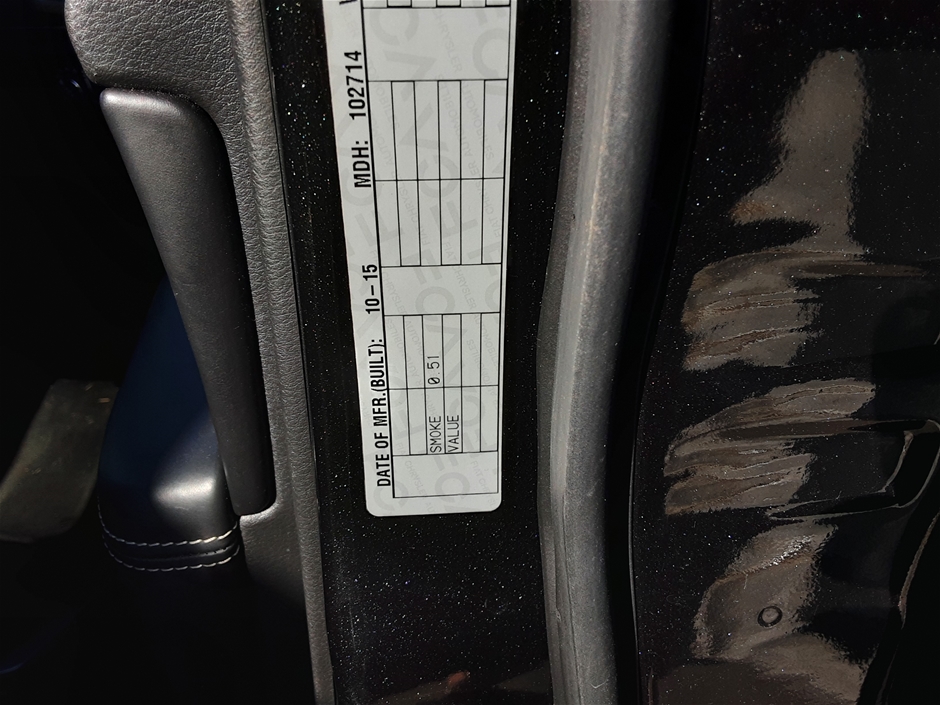 DATE OF MFR.(BUILT): 10-15 MDH: 102714
SMOKE 0.51
VALUE